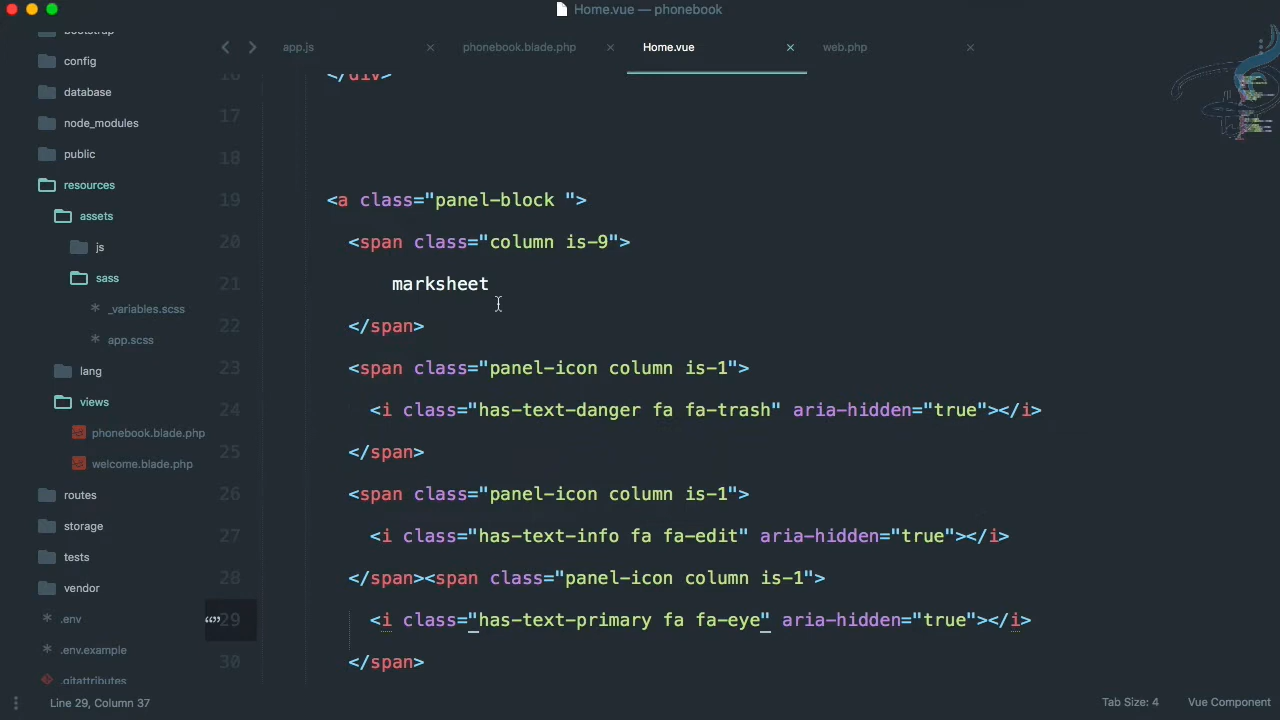 Home.vue — phonebook
bootstrap
config
database
node_modules
public
resources
assets
js
sass
_variables.scss
app.scss
lang
views
phonebook.blade.php
welcome.blade.php
routes
storage
tests
vendor
.env
.env.example
.gitattributes
app.js
phonebook.blade.php
Home.vue
web.php
16 </div>
17
18
19 <a class="panel-block ">
20 <span class="column is-9">
21 marksheet
22 </span>
23 <span class="panel-icon column is-1">
24 <i class="has-text-danger fa fa-trash" aria-hidden="true"></i>
25 </span>
26 <span class="panel-icon column is-1">
27 <i class="has-text-info fa fa-edit" aria-hidden="true"></i>
28 </span><span class="panel-icon column is-1">
29 <i class="has-text-primary fa fa-eye" aria-hidden="true"></i>
30 </span>
Line 29, Column 37
Tab Size: 4
Vue Component